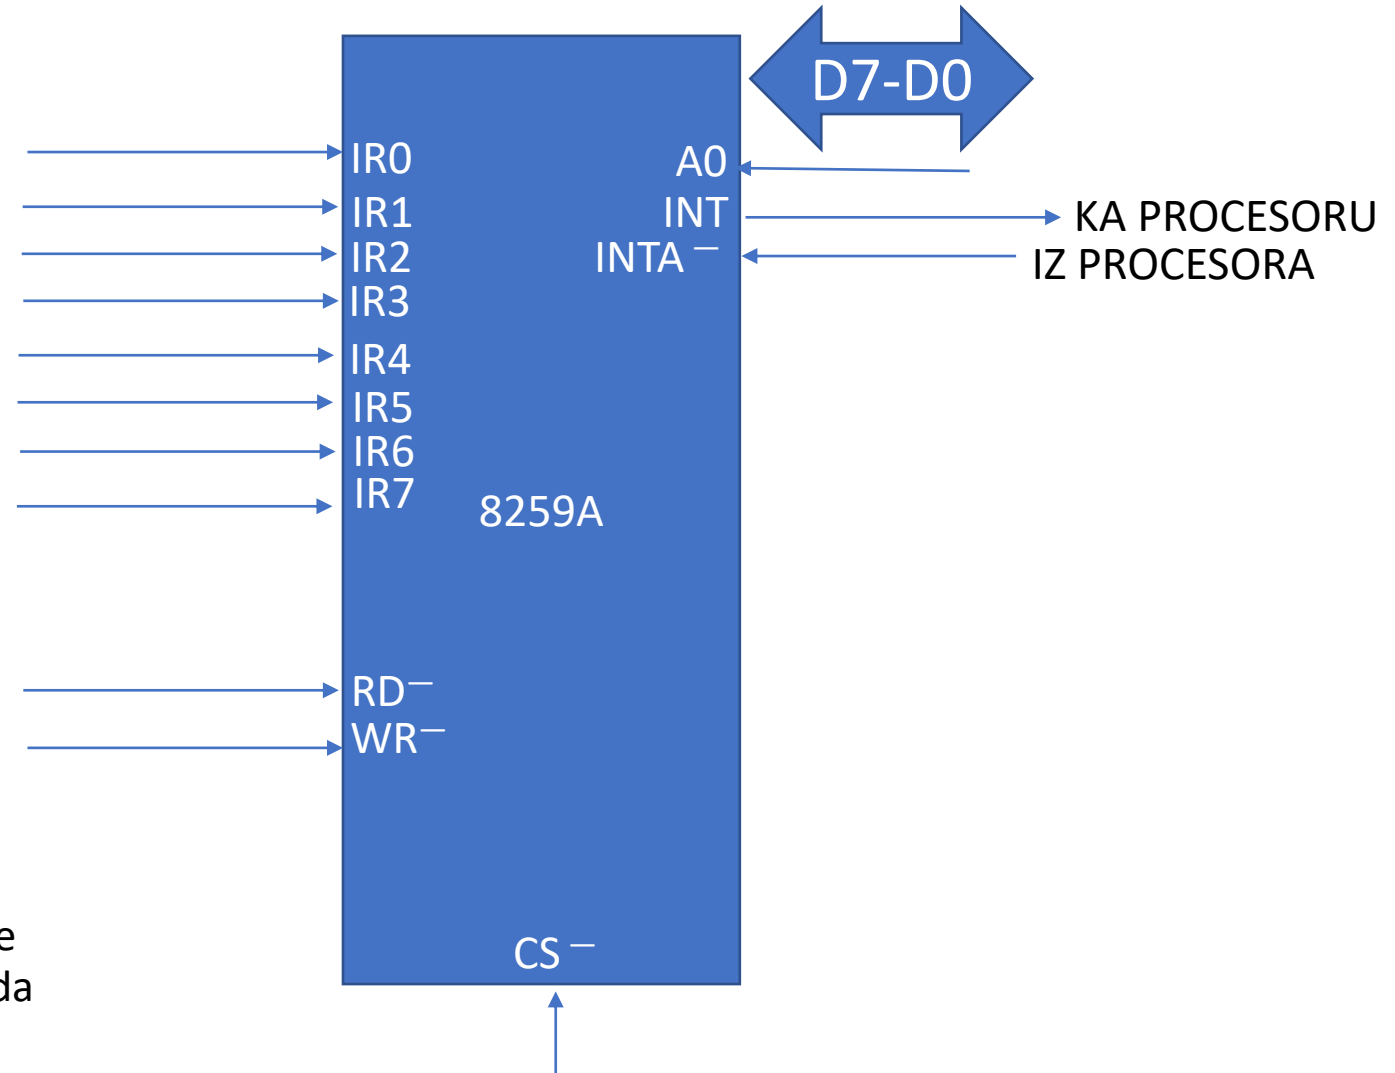 D7-D0
IR0
A0
IR1
INT
KA PROCESORU
IR2
INTA —
IZ PROCESORA
IR3
IR4
IR5
IR6
IR7
8259A
RD—
WR—
e
da
CS —